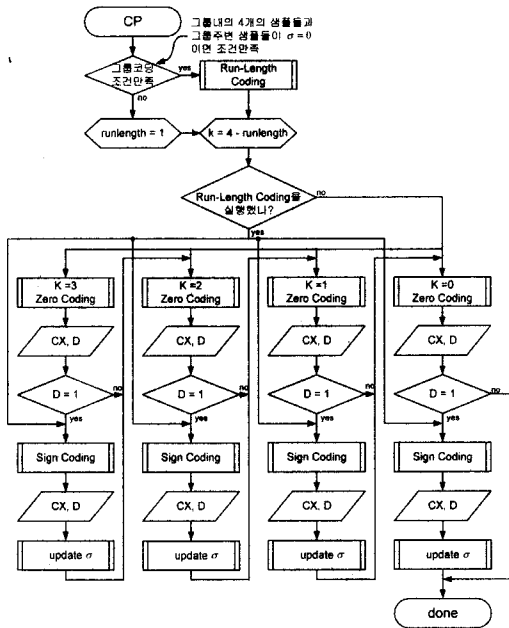 CP
그룹내의 4개의 샘플들과
그룹주변 샘플들이 σ = 0
이면 조건만족
그룹코딩
조건만족
yes
Run-Length
Coding
no
runlength = 1
k = 4 - runlength
Run-Length Coding을
실행했나?
no
yes
K =3
Zero Coding
K =2
Zero Coding
K =1
Zero Coding
K =0
Zero Coding
CX, D
CX, D
CX, D
CX, D
D = 1
no
D = 1
no
D = 1
no
D = 1
no
yes
yes
yes
yes
Sign Coding
Sign Coding
Sign Coding
Sign Coding
CX, D
CX, D
CX, D
CX, D
update σ
update σ
update σ
update σ
done